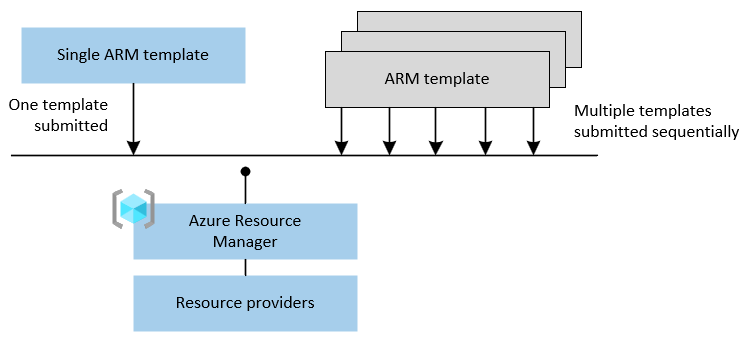 Single ARM template
ARM template
One template
submitted
Multiple templates
submitted sequentially
Azure Resource
Manager
Resource providers